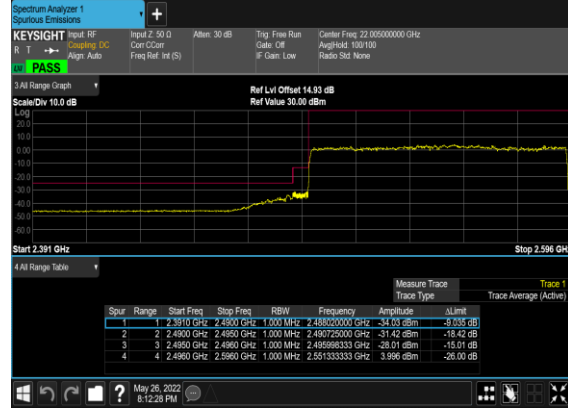 Spectrum Analyzer 1
Spurious Emissions
+
KEYSIGHT Input: RF Input Z: 50 Ω Atten: 30 dB Trig: Free Run Center Freq: 22.005000000 GHz
R T Coupling: DC Corr CCorr Gate: Off Avg|Hold: 100/100
Align: Auto Freq Ref: Int (S) IF Gain: Low Radio Std: None
PASS
3 All Range Graph
Ref Lvl Offset 14.93 dB
Scale/Div 10.0 dB Ref Value 30.00 dBm
Log
20.0
10.0
0.00
-10.0
-20.0
-30.0
-40.0
-50.0
-60.0
Start 2.391 GHz Stop 2.596 GH
4 All Range Table
Measure Trace Trace 1
Trace Type Trace Average (Active)
Spur Range Start Freq Stop Freq RBW Frequency Amplitude ΔLimit
1 1 2.3910 GHz 2.4900 GHz 1.000 MHz 2.488020000 GHz -34.03 dBm -9.035 dB
2 2 2.4900 GHz 2.4950 GHz 1.000 MHz 2.490725000 GHz -31.42 dBm -18.42 dB
3 3 2.4950 GHz 2.4960 GHz 1.000 MHz 2.495998333 GHz -28.01 dBm -15.01 dB
4 4 2.4960 GHz 2.5960 GHz 1.000 MHz 2.551333333 GHz 3.996 dBm -26.00 dB
? May 26, 2022
8:12:28 PM